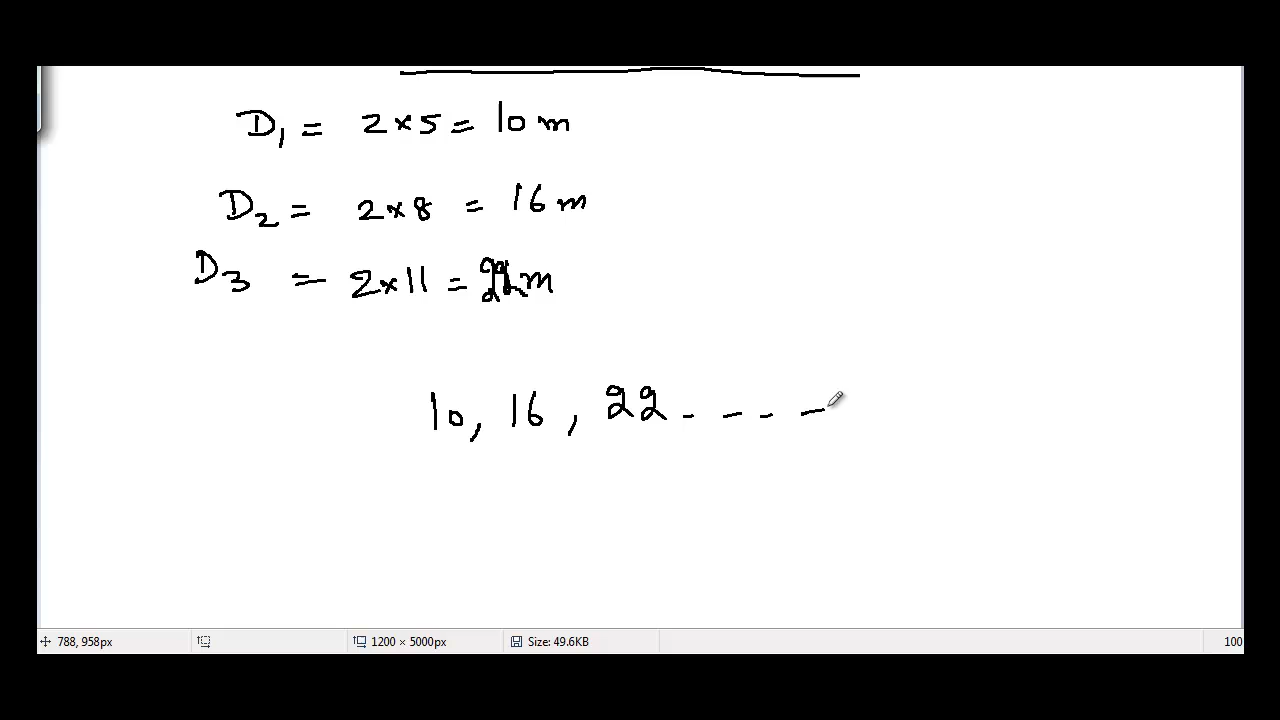 D1 = 2×5 = 10 m
D2 = 2×8 = 16 m
D3 = 2×11 = 22 m
10, 16, 22 - - - -
788, 958px 1200 × 5000px Size: 49.6KB 100